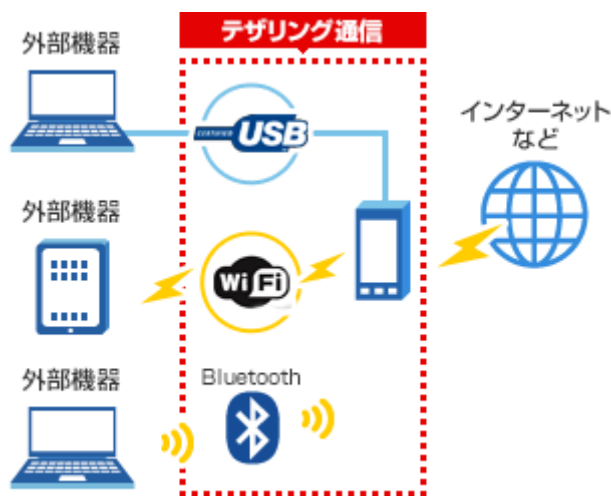 テザリング通信
外部機器
CERTIFIED USB
インターネット
など
外部機器
Wi Fi
外部機器
Bluetooth